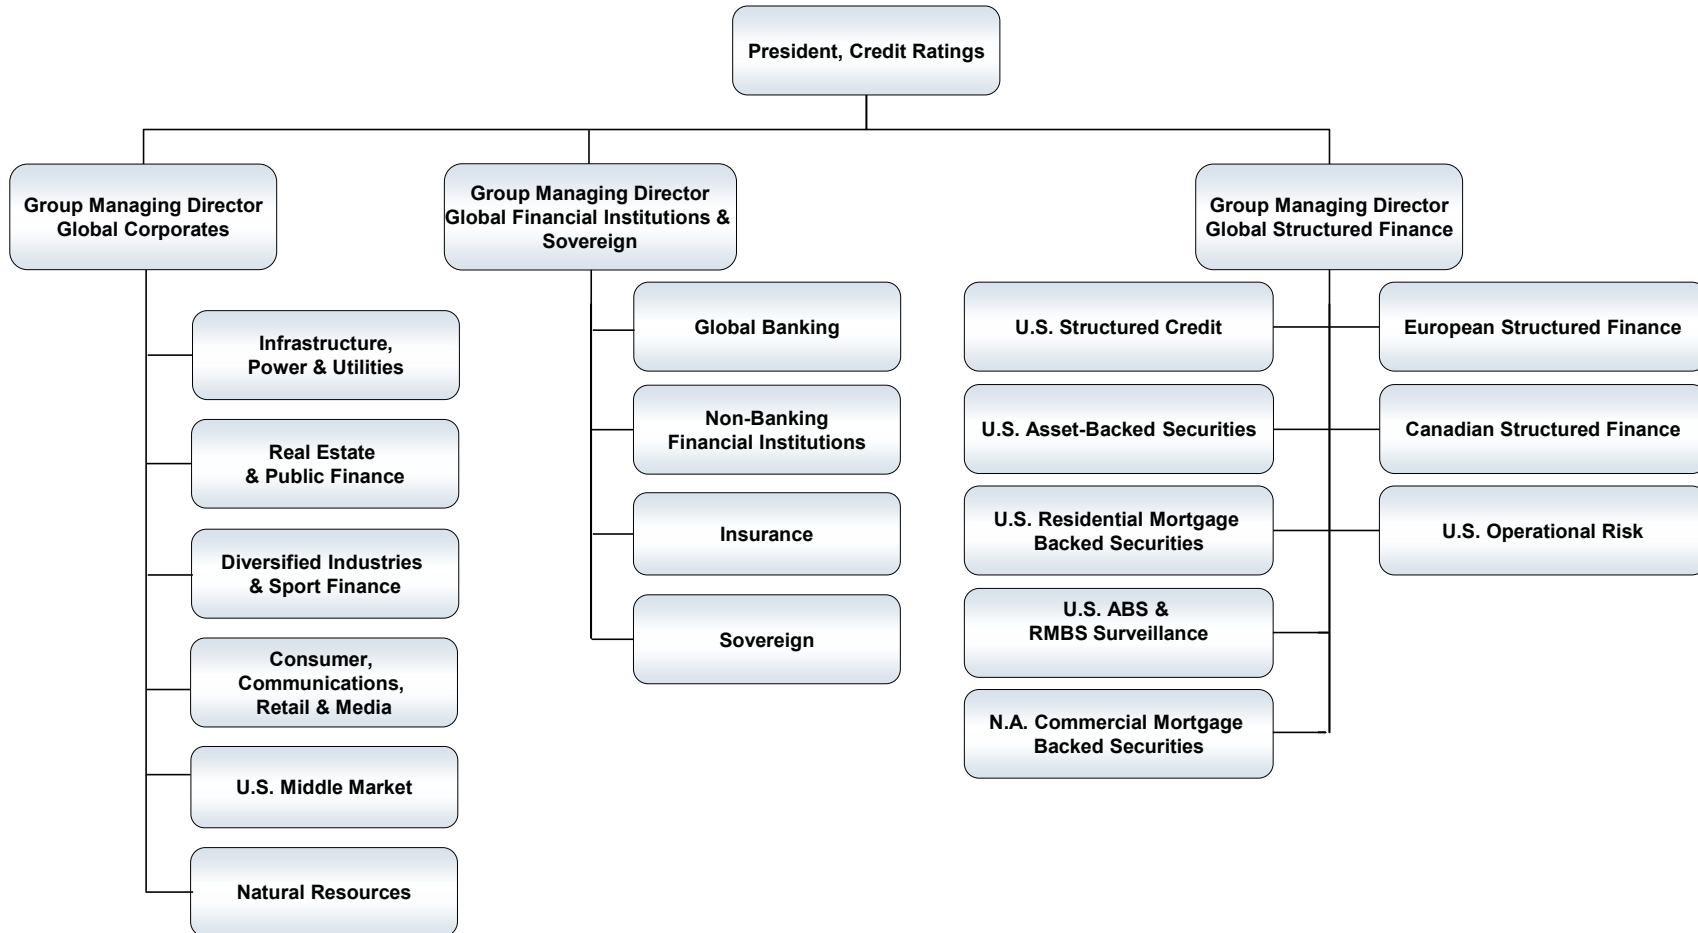 President, Credit Ratings
Group Managing Director
Global Corporates
Group Managing Director
Global Financial Institutions &
Sovereign
Group Managing Director
Global Structured Finance
Infrastructure,
Power & Utilities
Real Estate
& Public Finance
Diversified Industries
& Sport Finance
Consumer,
Communications,
Retail & Media
U.S. Middle Market
Natural Resources
Global Banking
Non-Banking
Financial Institutions
Insurance
Sovereign
U.S. Structured Credit
U.S. Asset-Backed Securities
U.S. Residential Mortgage
Backed Securities
U.S. ABS &
RMBS Surveillance
N.A. Commercial Mortgage
Backed Securities
European Structured Finance
Canadian Structured Finance
U.S. Operational Risk